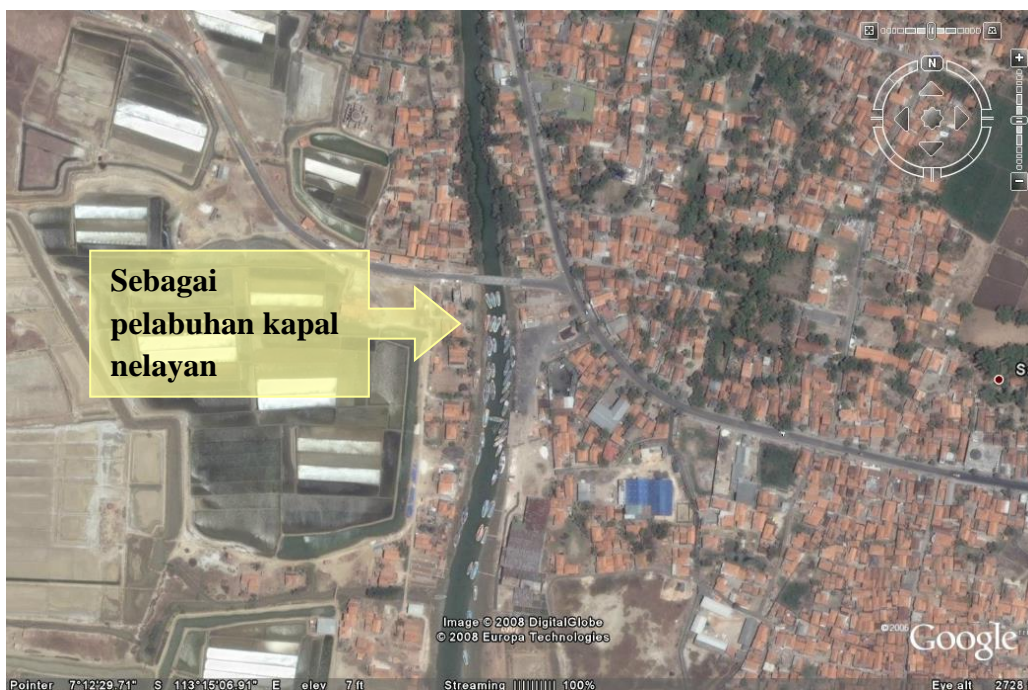 N
Sebagai
pelabuhan kapal
nelayan
S
Image © 2008 DigitalGlobe
© 2008 Europa Technologies
©2006 Google
Pointer 7°12'29.71" S 113°15'06.91" E elev 7 ft Streaming ||||||||| 100% Eye alt 2728